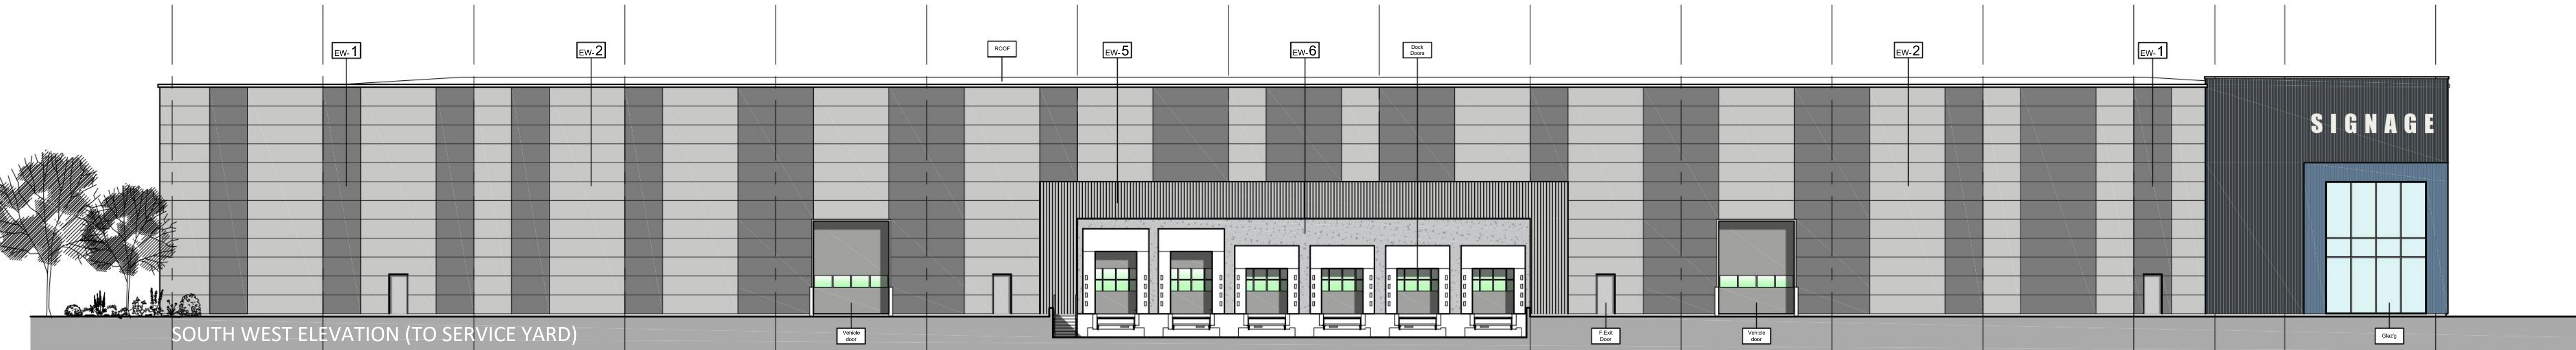 EW-1
EW-2
ROOF
EW-5
EW-6
Dock
Doors
EW-2
EW-1
SIGNAGE
SOUTH WEST ELEVATION (TO SERVICE YARD)
Vehicle
door
F.Exit
Door
Vehicle
door
Glaz'g